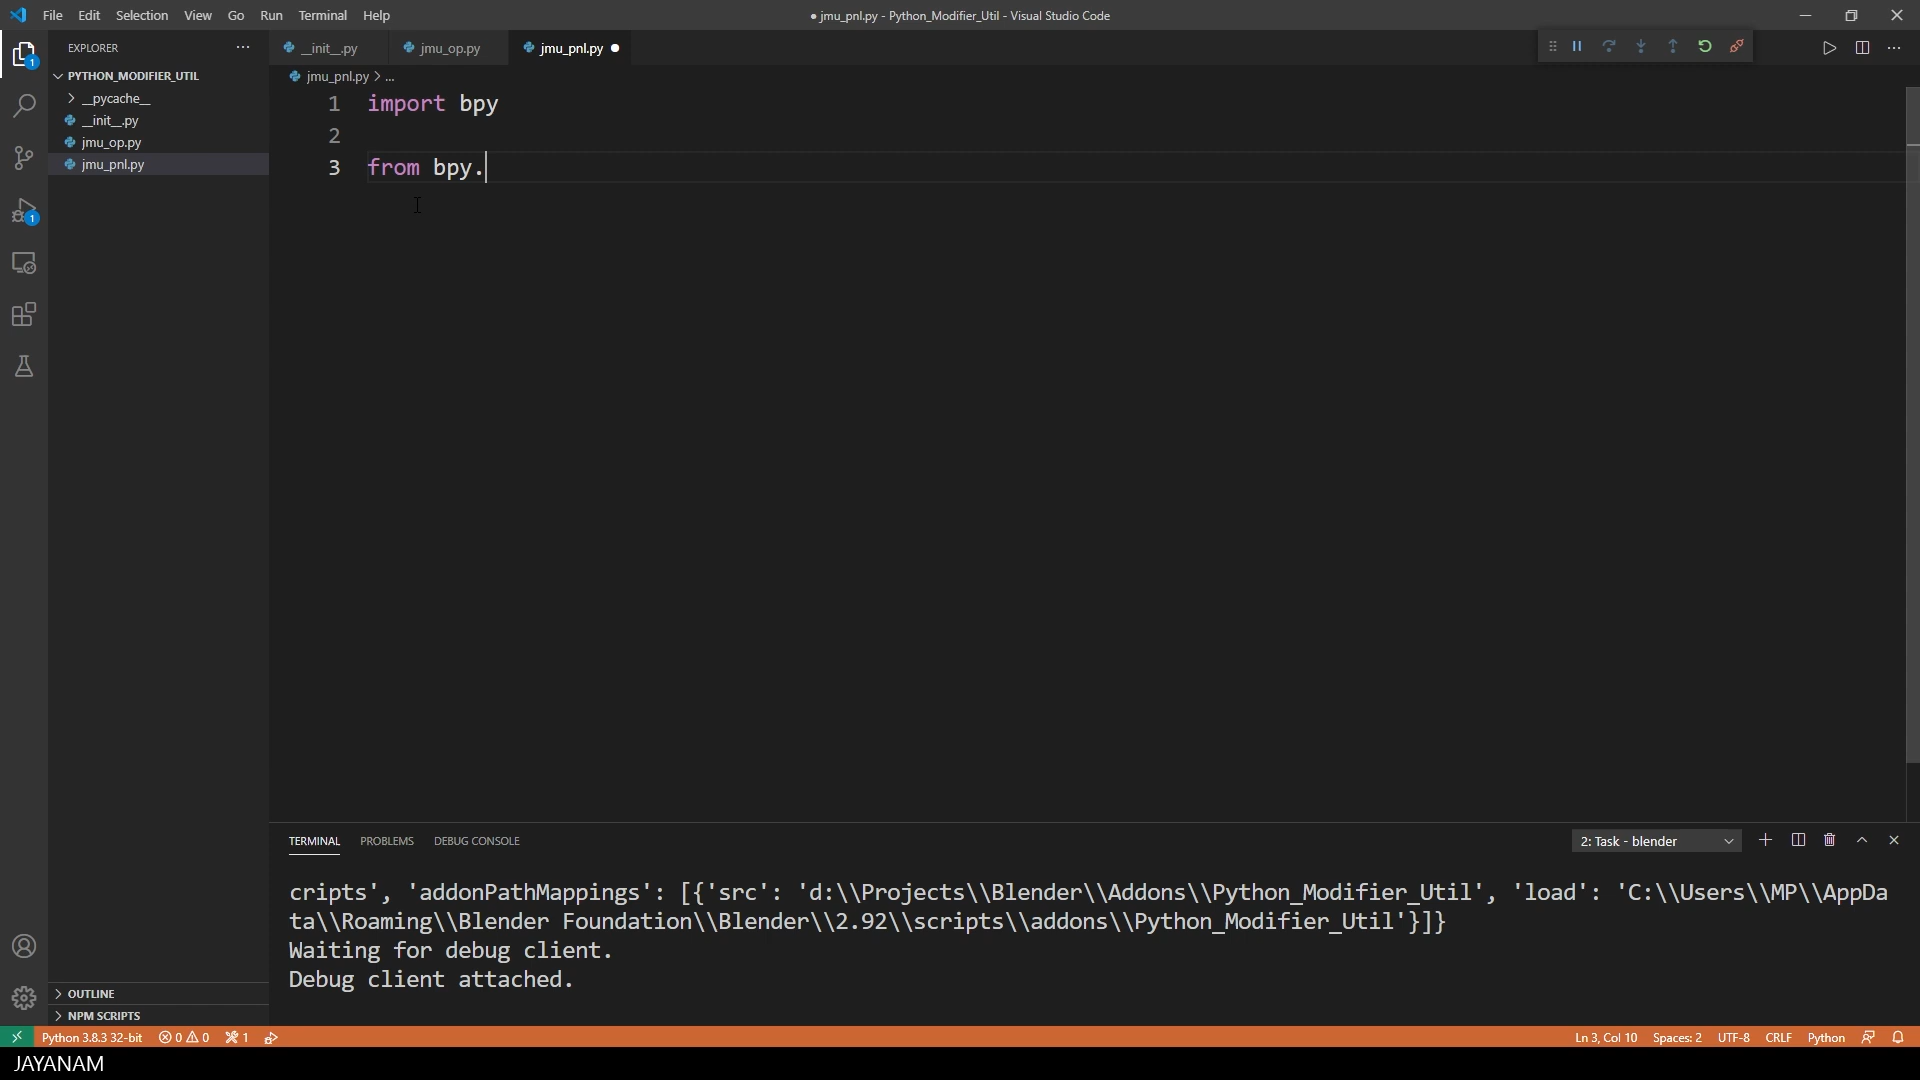 File Edit Selection View Go Run Terminal Help
● jmu_pnl.py - Python_Modifier_Util - Visual Studio Code
EXPLORER
PYTHON_MODIFIER_UTIL
__pycache__
__init__.py
jmu_op.py
jmu_pnl.py
OUTLINE
NPM SCRIPTS
1
1
__init__.py jmu_op.py jmu_pnl.py ●
jmu_pnl.py > ...
1 import bpy
2
3 from bpy.
TERMINAL PROBLEMS DEBUG CONSOLE
2: Task - blender
cripts', 'addonPathMappings': [{'src': 'd:\\Projects\\Blender\\Addons\\Python_Modifier_Util', 'load': 'C:\\Users\\MP\\AppDa
ta\\Roaming\\Blender Foundation\\Blender\\2.92\\scripts\\addons\\Python_Modifier_Util'}]}
Waiting for debug client.
Debug client attached.
Python 3.8.3 32-bit 0 0 1
Ln 3, Col 10 Spaces: 2 UTF-8 CRLF Python
JAYANAM